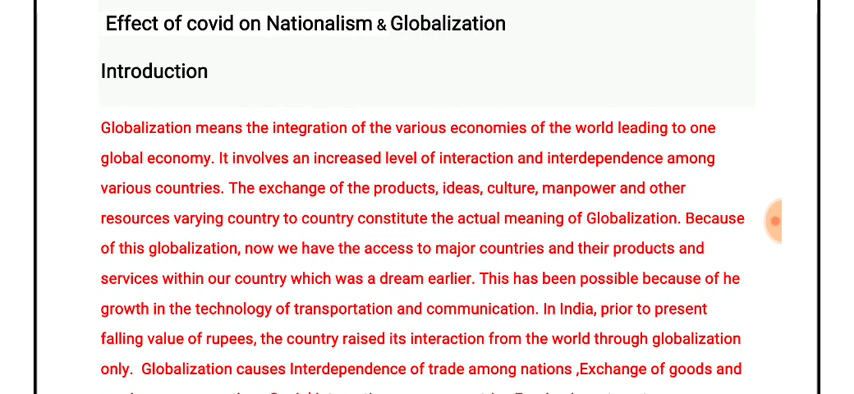 Effect of covid on Nationalism & Globalization
Introduction
Globalization means the integration of the various economies of the world leading to one
global economy. It involves an increased level of interaction and interdependence among
various countries. The exchange of the products, ideas, culture, manpower and other
resources varying country to country constitute the actual meaning of Globalization. Because
of this globalization, now we have the access to major countries and their products and
services within our country which was a dream earlier. This has been possible because of he
growth in the technology of transportation and communication. In India, prior to present
falling value of rupees, the country raised its interaction from the world through globalization
only.  Globalization causes Interdependence of trade among nations ,Exchange of goods and